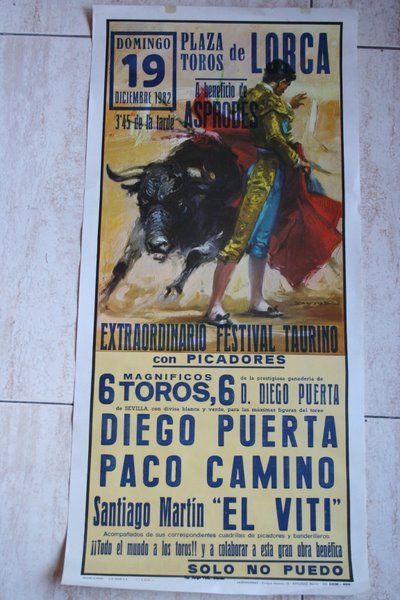 DOMINGO
19
DICIEMBRE 1982
3'45 de la tarde
PLAZA TOROS de LORCA
A beneficio de
ASPRODES
EXTRAORDINARIO FESTIVAL TAURINO
con PICADORES
6 MAGNIFICOS TOROS, 6 de la prestigiosa ganadería de D. DIEGO PUERTA
de SEVILLA, con divisa blanca y verde, para las máximas figuras del toreo
DIEGO PUERTA
PACO CAMINO
Santiago Martín "EL VITI"
Acompañados de sus correspondientes cuadrillas de picadores y banderilleros
¡¡Todo el mundo a los toros!! y a colaborar a esta gran obra benéfica
SOLO NO PUEDO